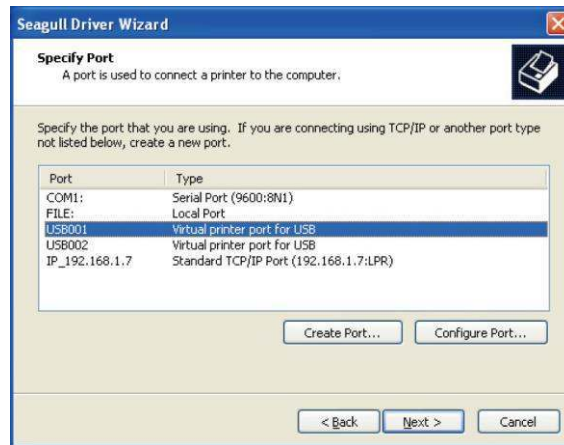 Seagull Driver Wizard
Specify Port
A port is used to connect a printer to the computer.
Specify the port that you are using. If you are connecting using TCP/IP or another port type
not listed below, create a new port.
Port Type
COM1: Serial Port (9600:8N1)
FILE: Local Port
USB001 Virtual printer port for USB
USB002 Virtual printer port for USB
IP_192.168.1.7 Standard TCP/IP Port (192.168.1.7:LPR)
Create Port... Configure Port...
< Back Next > Cancel